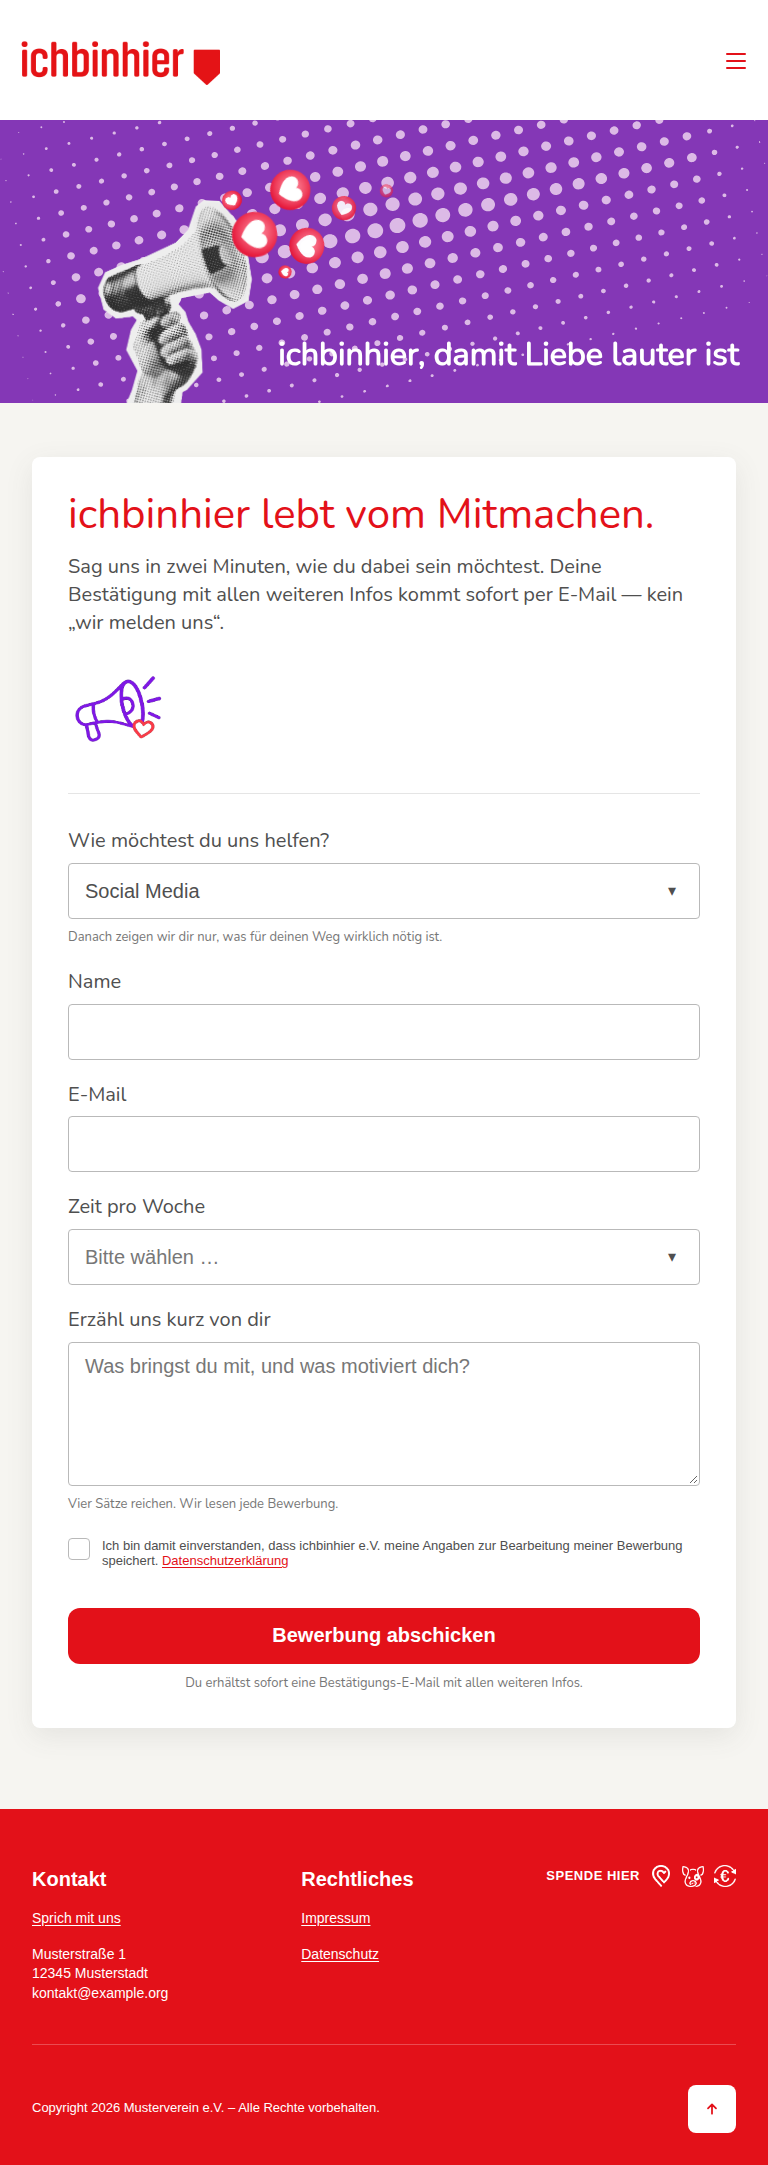 ichbinhier
ichbinhier, damit Liebe lauter ist
ichbinhier lebt vom Mitmachen.
Sag uns in zwei Minuten, wie du dabei sein möchtest. Deine
Bestätigung mit allen weiteren Infos kommt sofort per E-Mail — kein
„wir melden uns“.
Wie möchtest du uns helfen?
Social Media
Danach zeigen wir dir nur, was für deinen Weg wirklich nötig ist.
Name
E-Mail
Zeit pro Woche
Bitte wählen …
Erzähl uns kurz von dir
Was bringst du mit, und was motiviert dich?
Vier Sätze reichen. Wir lesen jede Bewerbung.
Ich bin damit einverstanden, dass ichbinhier e.V. meine Angaben zur Bearbeitung meiner Bewerbung
speichert. Datenschutzerklärung
Bewerbung abschicken
Du erhältst sofort eine Bestätigungs-E-Mail mit allen weiteren Infos.
Kontakt
Sprich mit uns
Musterstraße 1
12345 Musterstadt
kontakt@example.org
Rechtliches
Impressum
Datenschutz
SPENDE HIER
Copyright 2026 Musterverein e.V. – Alle Rechte vorbehalten.